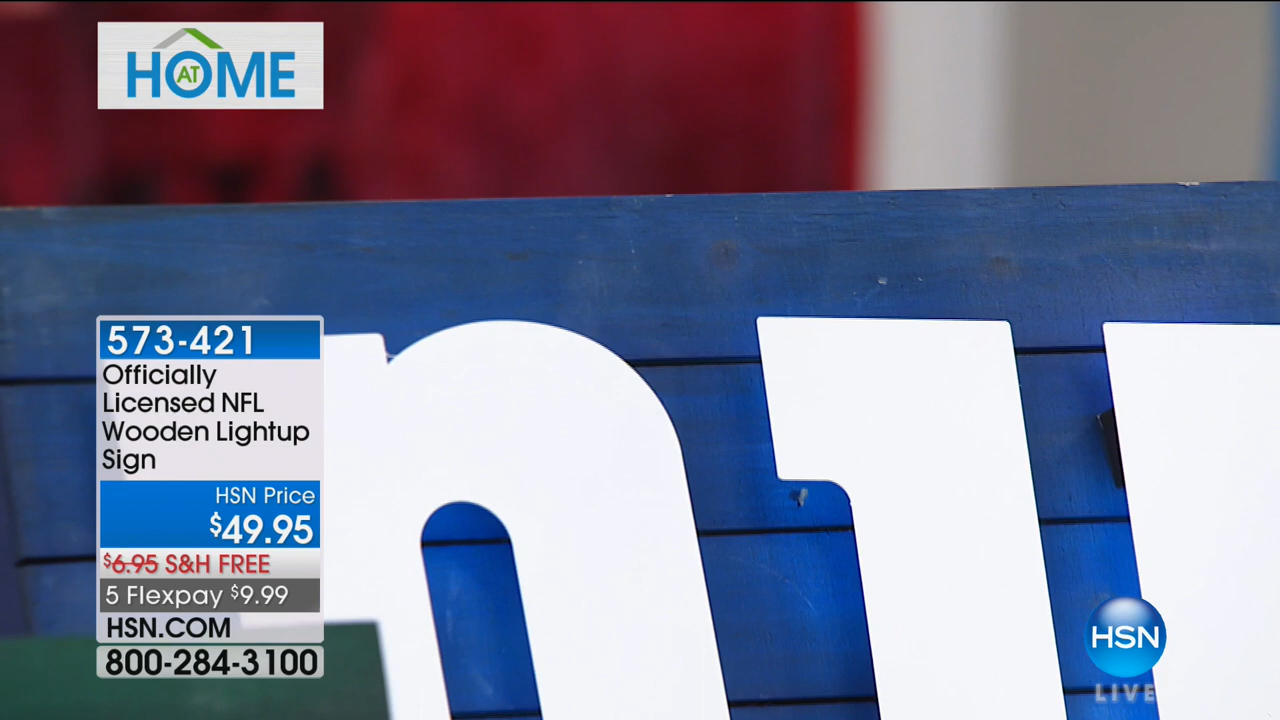 AT
HOME
573-421
Officially
Licensed NFL
Wooden Lightup
Sign
HSN Price
$49.95
$6.95 S&H FREE
5 Flexpay $9.99
HSN.COM
800-284-3100
HSN
LIVE